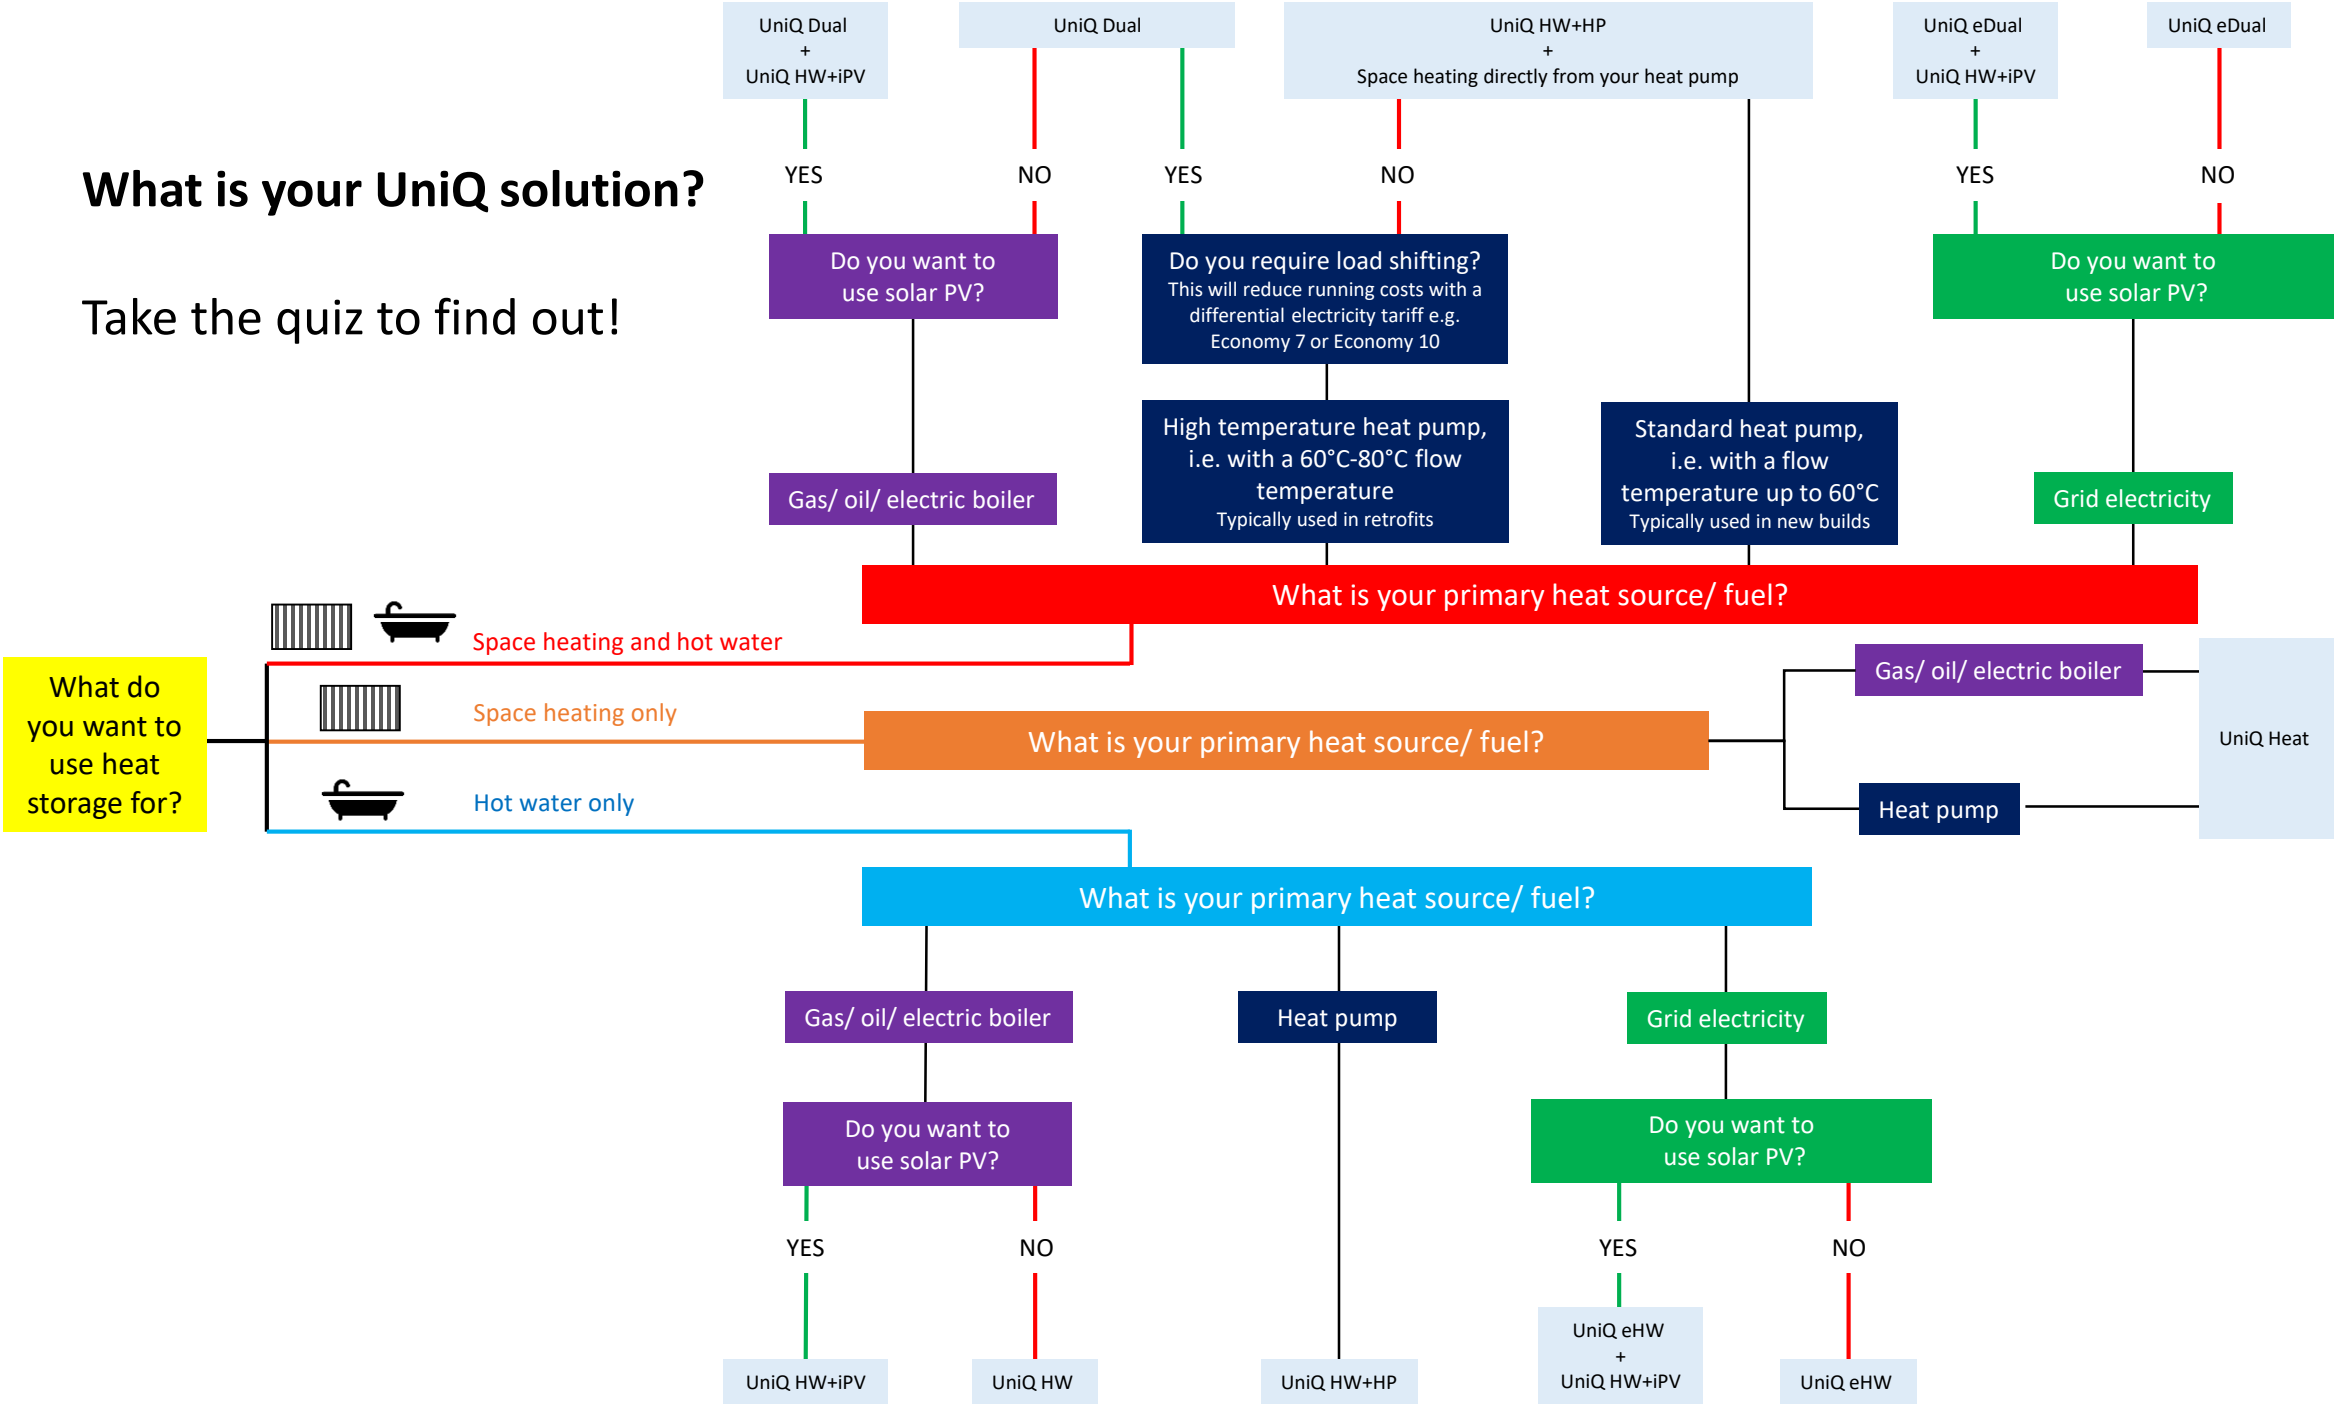 UniQ Dual
+
UniQ HW+iPV
UniQ Dual
UniQ HW+HP
+
Space heating directly from your heat pump
UniQ eDual
+
UniQ HW+iPV
UniQ eDual
YES
NO
YES
NO
YES
NO
What is your UniQ solution?
Take the quiz to find out!
Do you want to
use solar PV?
Do you require load shifting?
This will reduce running costs with a
differential electricity tariff e.g.
Economy 7 or Economy 10
Do you want to
use solar PV?
Gas/ oil/ electric boiler
High temperature heat pump,
i.e. with a 60°C-80°C flow
temperature
Typically used in retrofits
Standard heat pump,
i.e. with a flow
temperature up to 60°C
Typically used in new builds
Grid electricity
What is your primary heat source/ fuel?
Space heating and hot water
What do
you want to
use heat
storage for?
Space heating only
What is your primary heat source/ fuel?
Gas/ oil/ electric boiler
Heat pump
UniQ Heat
Hot water only
What is your primary heat source/ fuel?
Gas/ oil/ electric boiler
Heat pump
Grid electricity
Do you want to
use solar PV?
Do you want to
use solar PV?
YES
NO
YES
NO
UniQ HW+iPV
UniQ HW
UniQ HW+HP
UniQ eHW
+
UniQ HW+iPV
UniQ eHW